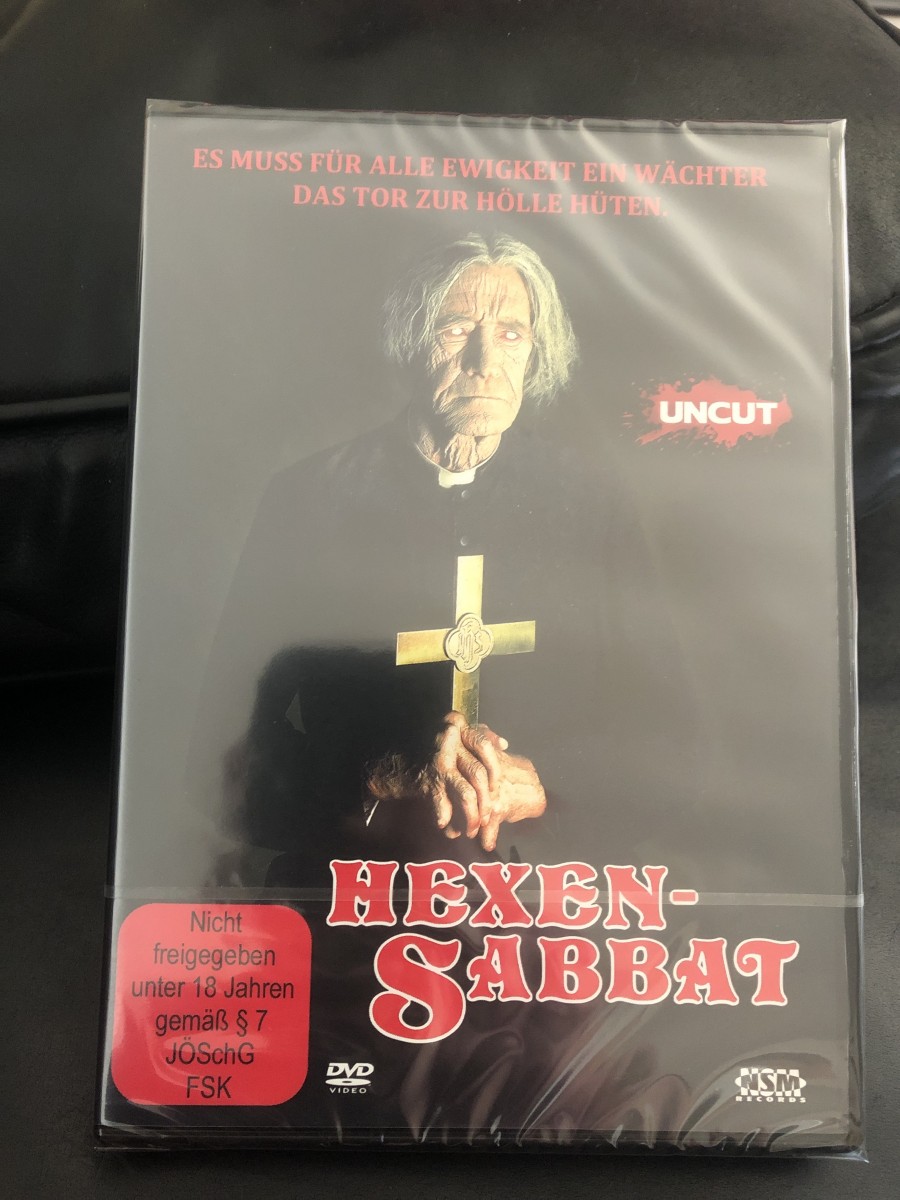 ES MUSS FÜR ALLE EWIGKEIT EIN WÄCHTER
DAS TOR ZUR HÖLLE HÜTEN.
UNCUT
HEXEN-
SABBAT
Nicht
freigegeben
unter 18 Jahren
gemäß § 7
JÖSchG
FSK
DVD
VIDEO
NSM
RECORDS